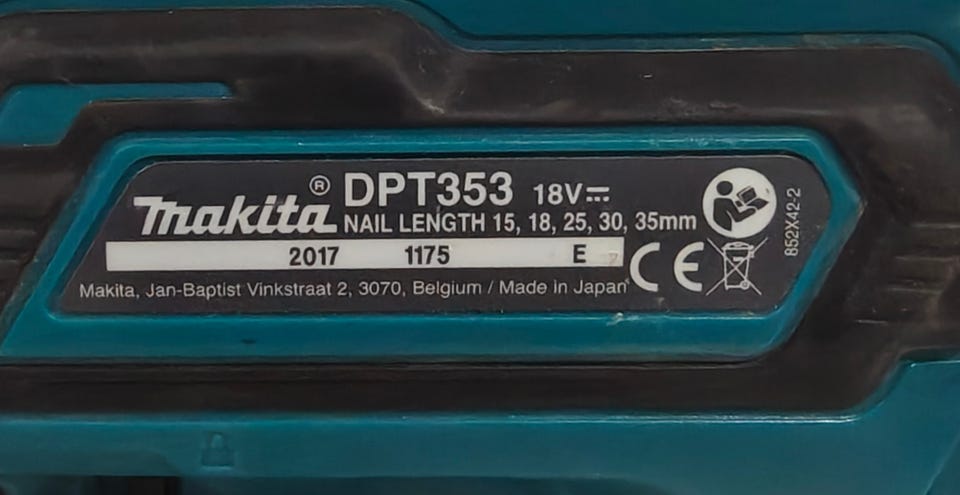 Makita® DPT353 18V
NAIL LENGTH 15, 18, 25, 30, 35mm
2017 1175 E
CE
Makita, Jan-Baptist Vinkstraat 2, 3070, Belgium / Made in Japan
852X42-2